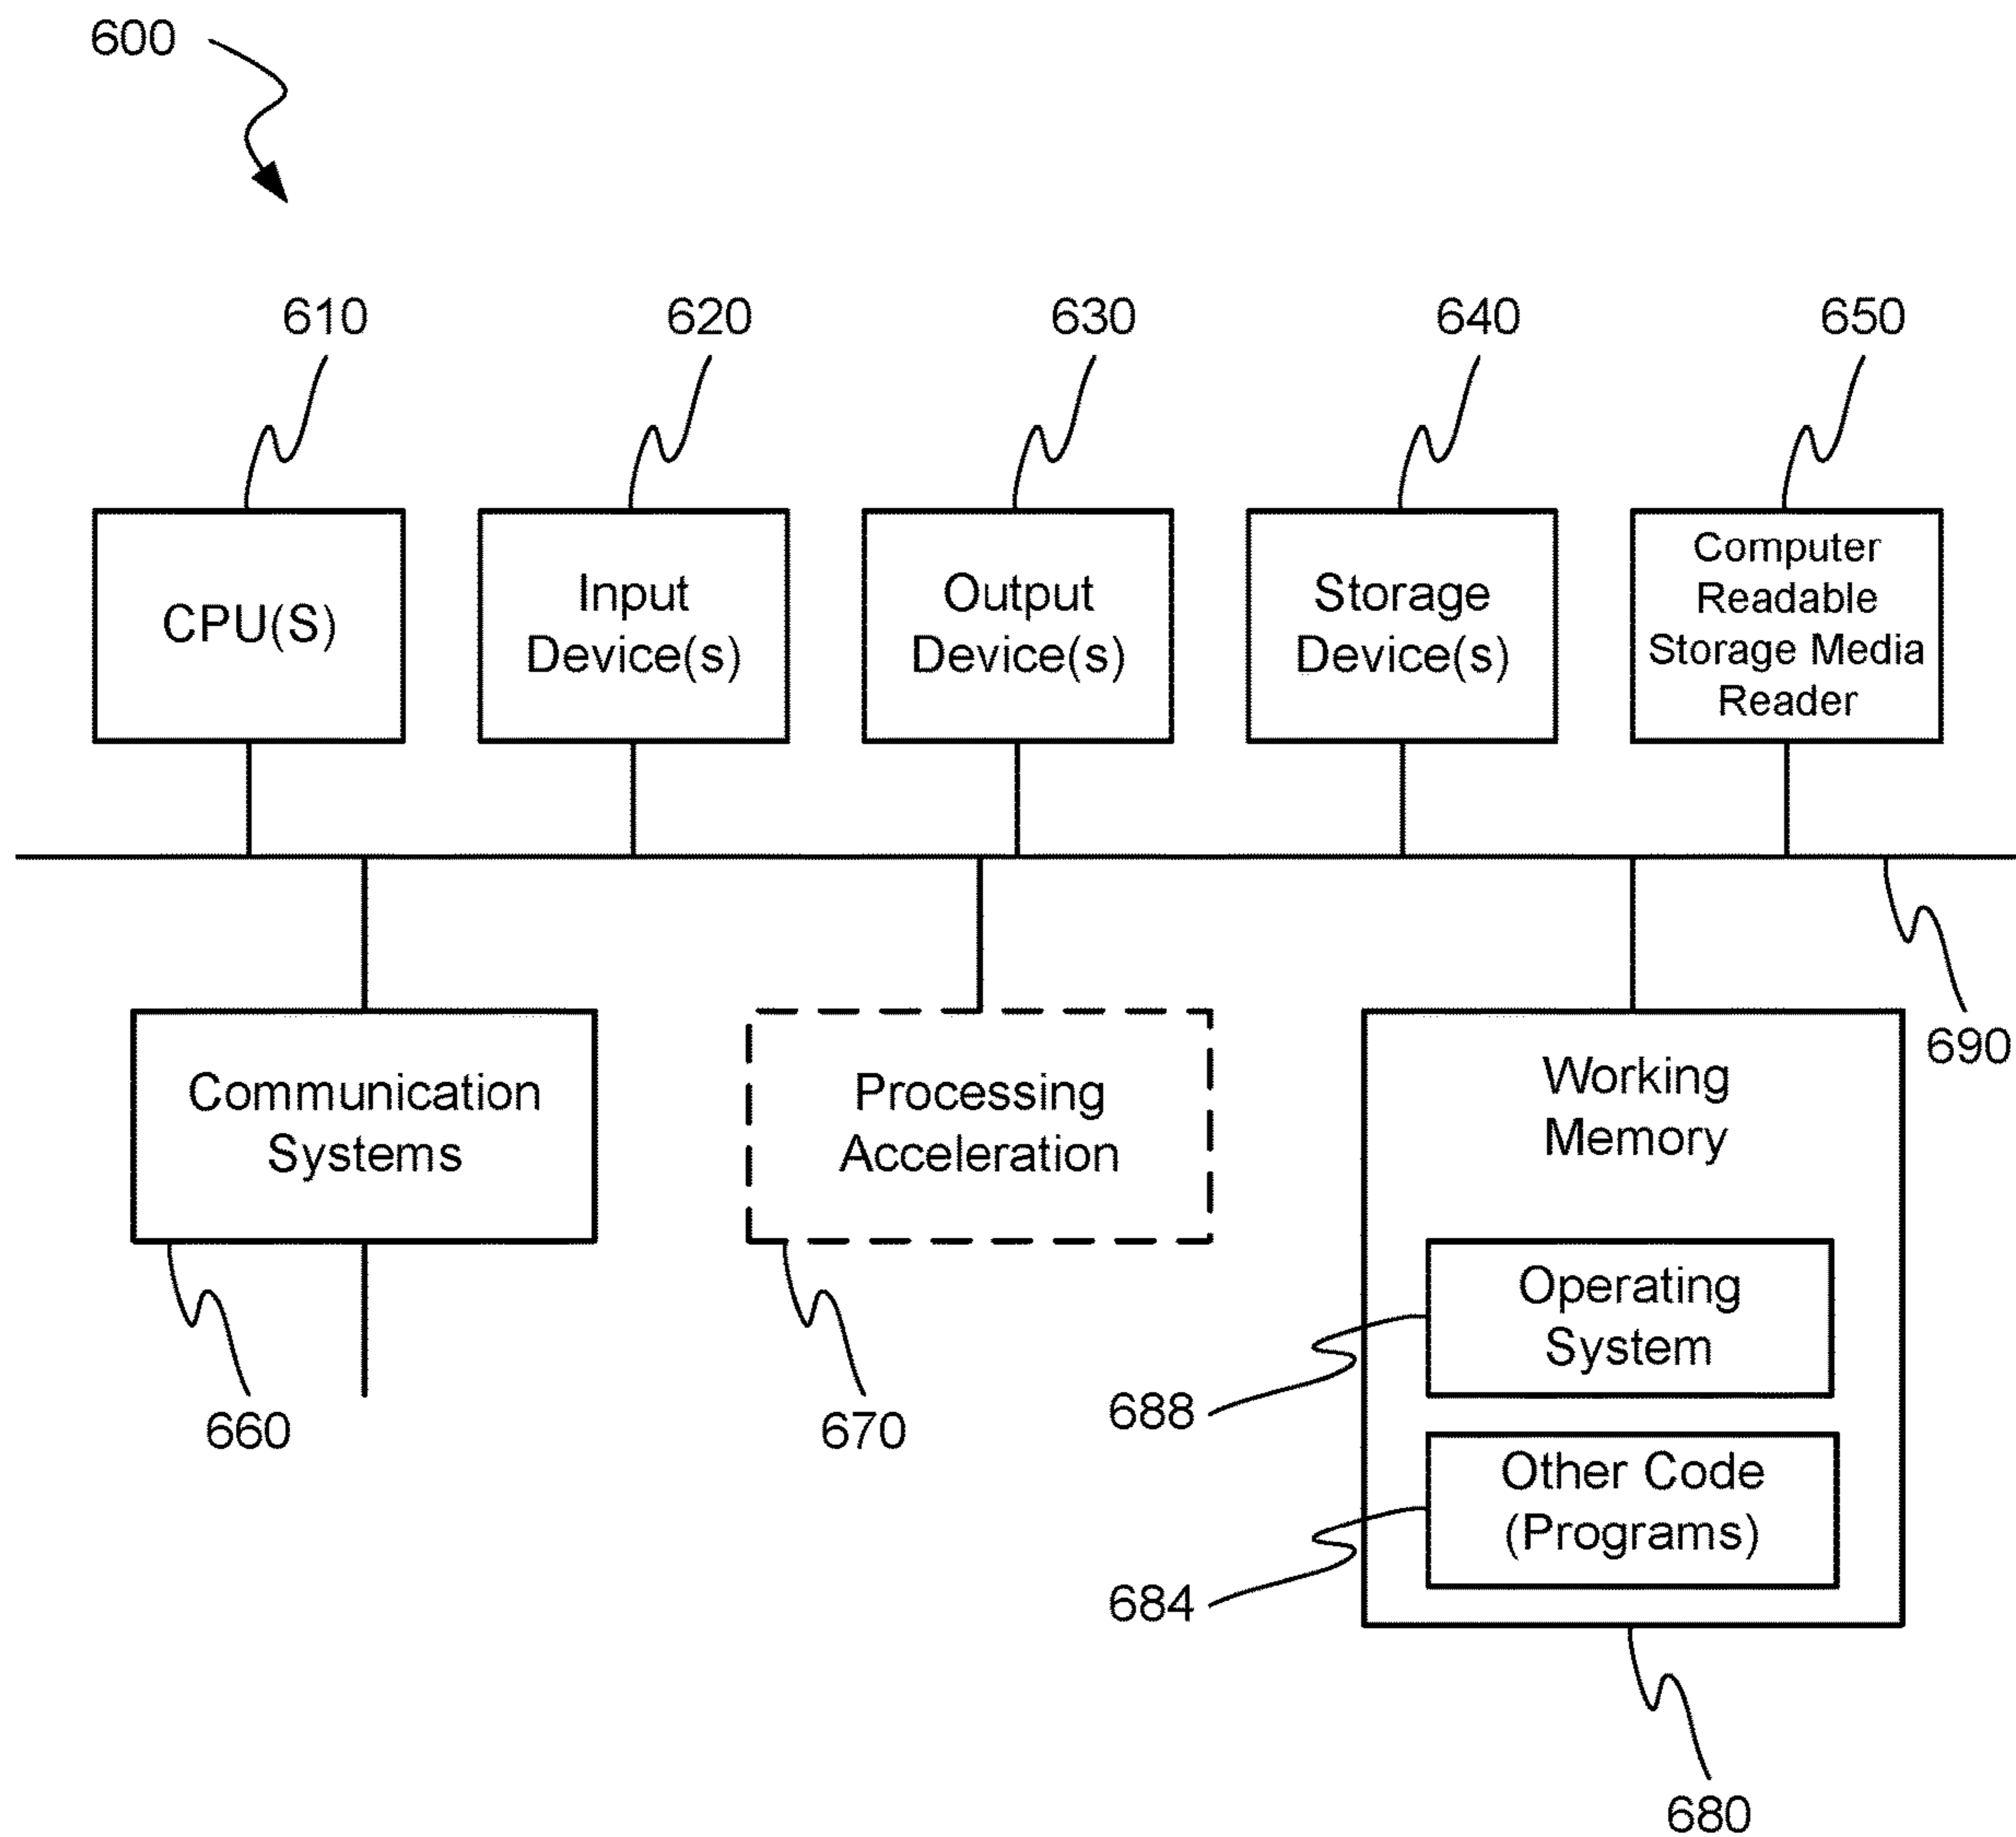 600
610
620
630
640
650
CPU(S)
Input
Device(s)
Output
Device(s)
Storage
Device(s)
Computer
Readable
Storage Media
Reader
690
Communication
Systems
Processing
Acceleration
Working
Memory
Operating
System
688
Other Code
(Programs)
684
660
670
680